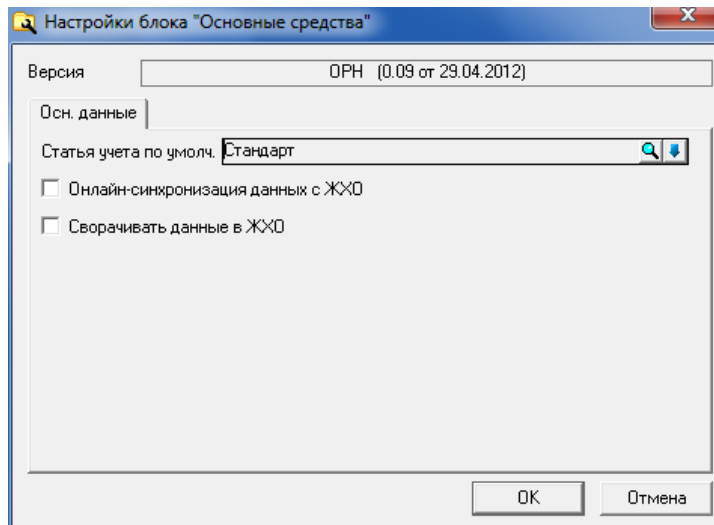 Настройки блока "Основные средства"
Версия ОРН (0.09 от 29.04.2012)
Осн. данные
Статья учета по умолч. Стандарт
Онлайн-синхронизация данных с ЖХО
Сворачивать данные в ЖХО
OK Отмена